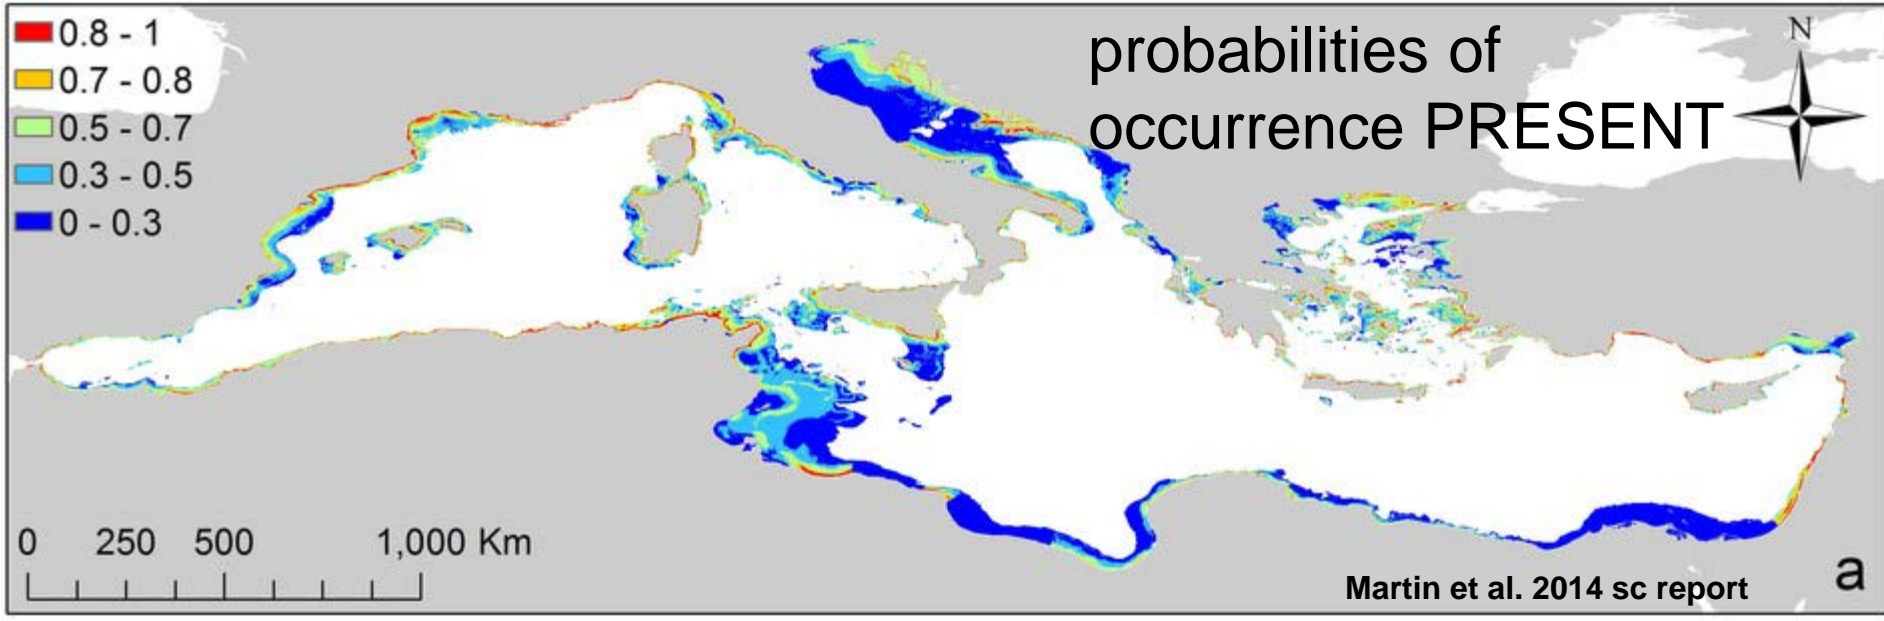 0.8 - 1
0.7 - 0.8
0.5 - 0.7
0.3 - 0.5
0 - 0.3
probabilities of
occurrence PRESENT
N
0 250 500 1,000 Km
Martin et al. 2014 sc report
a